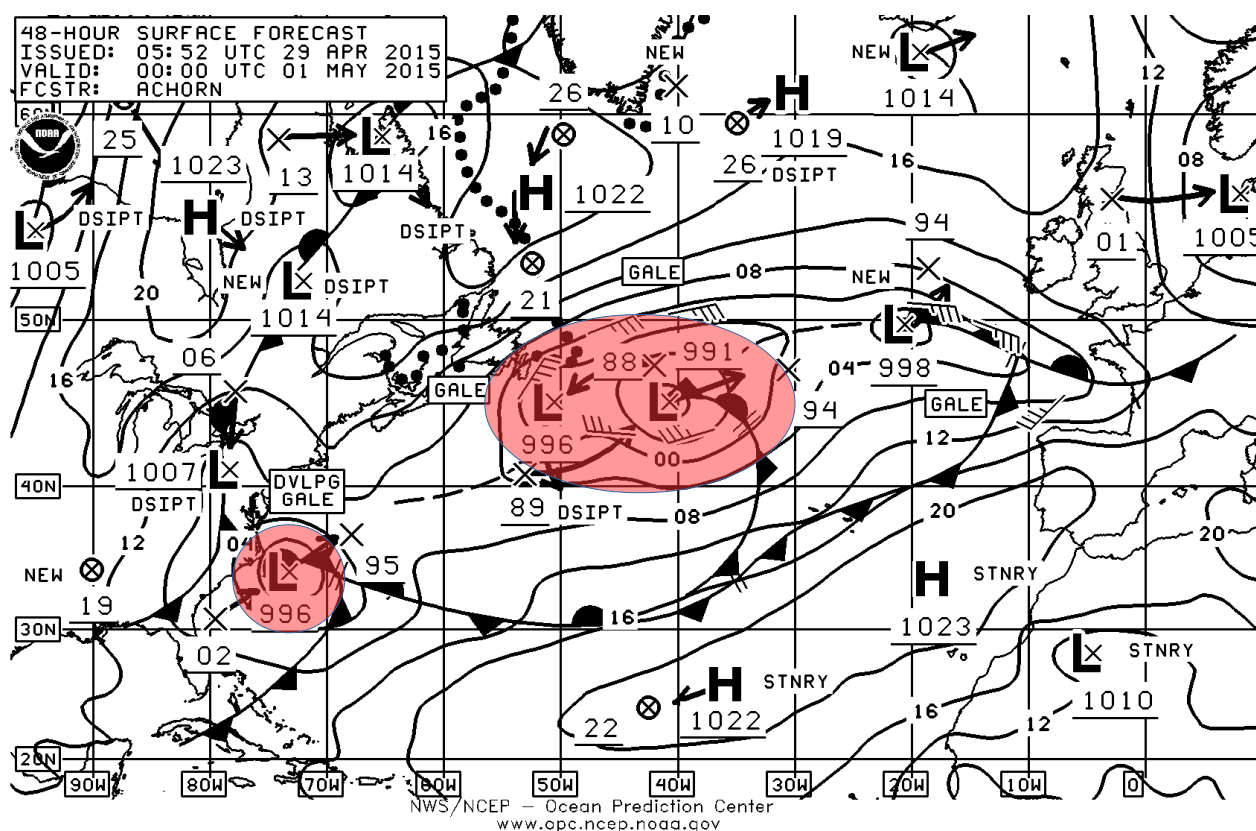 48-HOUR SURFACE FORECAST
ISSUED: 05:52 UTC 29 APR 2015
VALID: 00:00 UTC 01 MAY 2015
FCSTR: ACHORN
NOAA
NEW
26
10
H
1019
26 DSIPT
NEW L
1014
12
60N
25
1023
13
L
1014
16
H
1022
16
08
L
1005
DSIPT
H
DSIPT
DSIPT
94
01
L
1005
20
NEW
L
DSIPT
1014
21
GALE
08
NEW
50N
06
L
998
16
88
991
04
GALE
L
996
L
94
GALE
12
00
1007
L
DSIPT
DVLPG
GALE
40N
89 DSIPT
08
20
20
12
04
NEW
L
996
95
H
STNRY
19
16
1023
30N
02
L
STNRY
1010
H
STNRY
22
1022
16
12
20N
90W
80W
70W
60W
50W
40W
30W
20W
10W
0
NWS/NCEP – Ocean Prediction Center
www.opc.ncep.noaa.gov